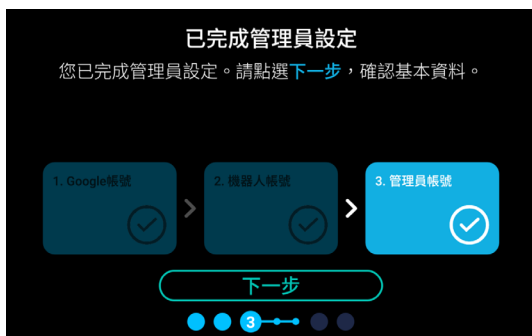 已完成管理員設定
您已完成管理員設定。請點選下一步，確認基本資料。
1. Google帳號
2. 機器人帳號
3. 管理員帳號
下一步
3